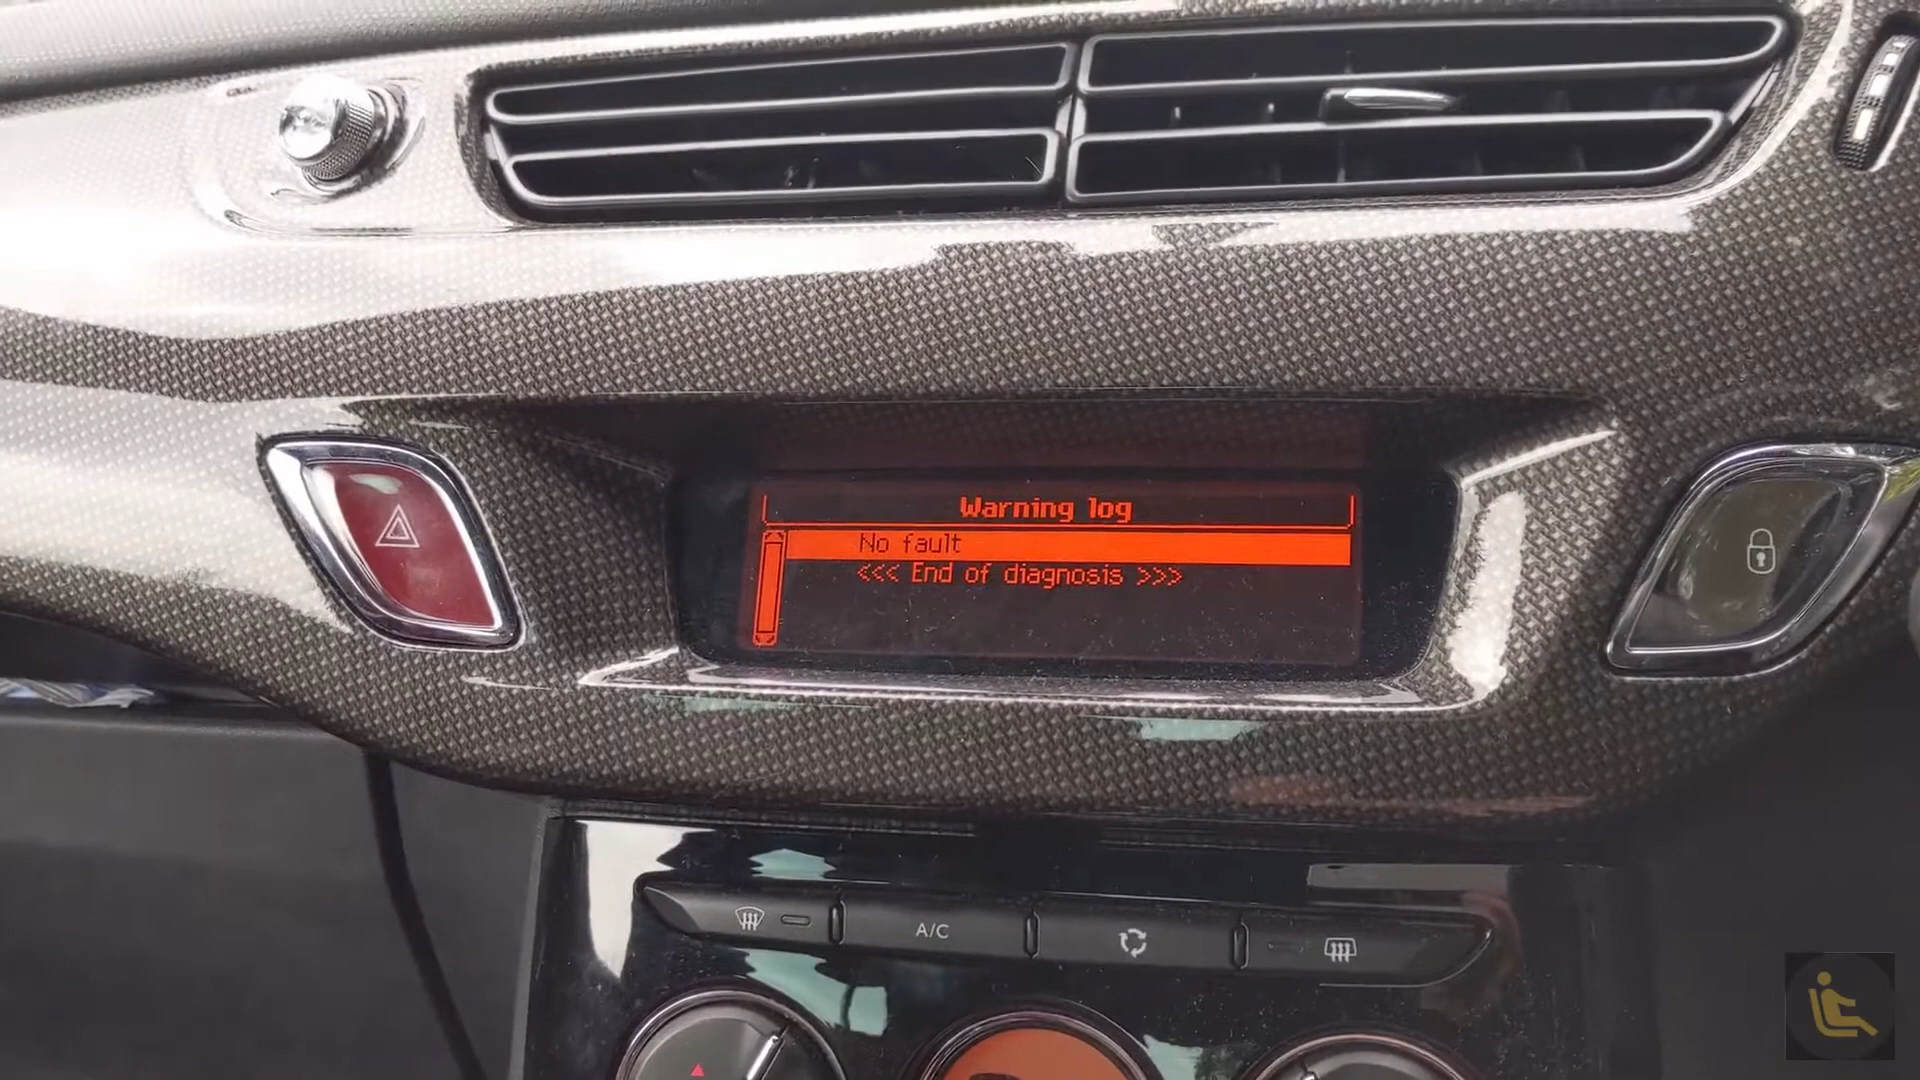 Warning log
No fault
<<< End of diagnosis >>>
A/C